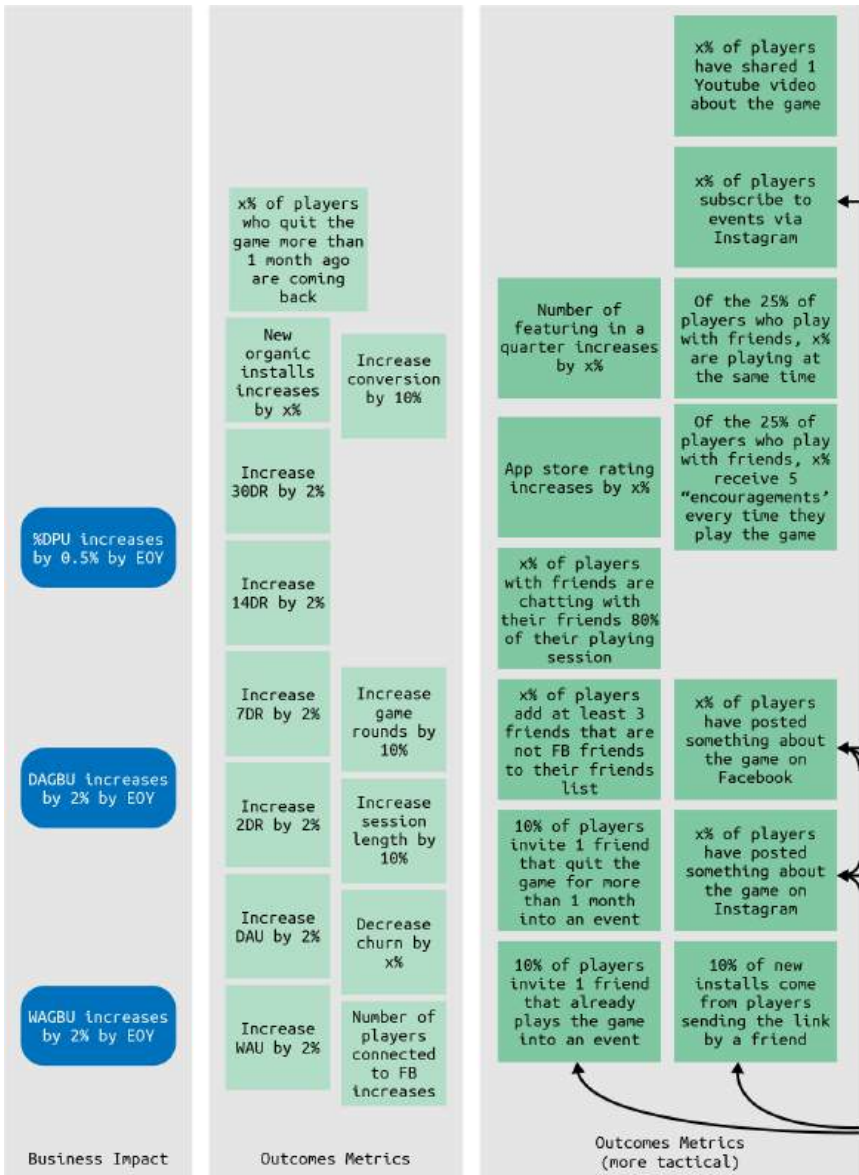 %DPU increases
by 0.5% by EOY
DAGBU increases
by 2% by EOY
WAGBU increases
by 2% by EOY
Business Impact
x% of players
who quit the
game more than
1 month ago
are coming
back
New
organic
installs
increases
by x%
Increase
conversion
by 10%
Increase
30DR by 2%
Increase
14DR by 2%
Increase
7DR by 2%
Increase
game
rounds by
10%
Increase
2DR by 2%
Increase
session
length by
10%
Increase
DAU by 2%
Decrease
churn by
x%
Increase
WAU by 2%
Number of
players
connected
to FB
increases
Outcomes Metrics
x% of players
have shared 1
Youtube video
about the game
x% of players
subscribe to
events via
Instagram
Number of
featuring in a
quarter increases
by x%
Of the 25% of
players who play
with friends, x%
are playing at
the same time
App store rating
increases by x%
Of the 25% of
players who play
with friends, x%
receive 5
“encouragements’
every time they
play the game
x% of players
with friends are
chatting with
their friends 80%
of their playing
session
x% of players
add at least 3
friends that are
not FB friends
to their friends
list
x% of players
have posted
something about
the game on
Facebook
10% of players
invite 1 friend
that quit the
game for more
than 1 month
into an event
x% of players
have posted
something about
the game on
Instagram
10% of players
invite 1 friend
that already
plays the game
into an event
10% of new
installs come
from players
sending the link
by a friend
Outcomes Metrics
(more tactical)